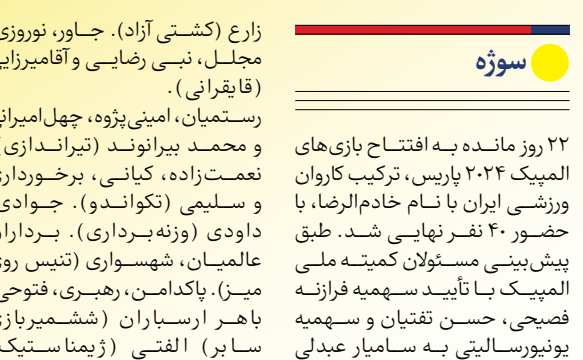 سوژه
۲۲ روز مانده به افتتاح بازی‌های
المپیک ۲۰۲۴ پاریس، ترکیب کاروان
ورزشی ایران با نام خادم‌الرضا، با
حضور ۴۰ نفر نهایی شد. طبق
پیش‌بینی مسئولان کمیته ملی
المپیک با تأیید سهمیه فرزانه
فصیحی، حسن تفتیان و سهمیه
یونیورسالیتی به سامیار عبدلی
زارع (کشتی آزاد). جاور، نوروزی
مجلل، نبی رضایی و آقامیرزایی
(قایقرانی).
رستمیان، امینی‌پژوه، چهل‌امیرانی
و محمد بیرانوند (تیراندازی)
نعمت‌زاده، کیانی، برخورداری
و سلیمی (تکواندو). جوادی
داودی (وزنه‌برداری). برداران
عالمیان، شهسواری (تنیس روی
میز). پاکدامن، رهبری، فتوحی
باهر ارسباران (شمشیربازی
سابر) الفتی (ژیمناستیک